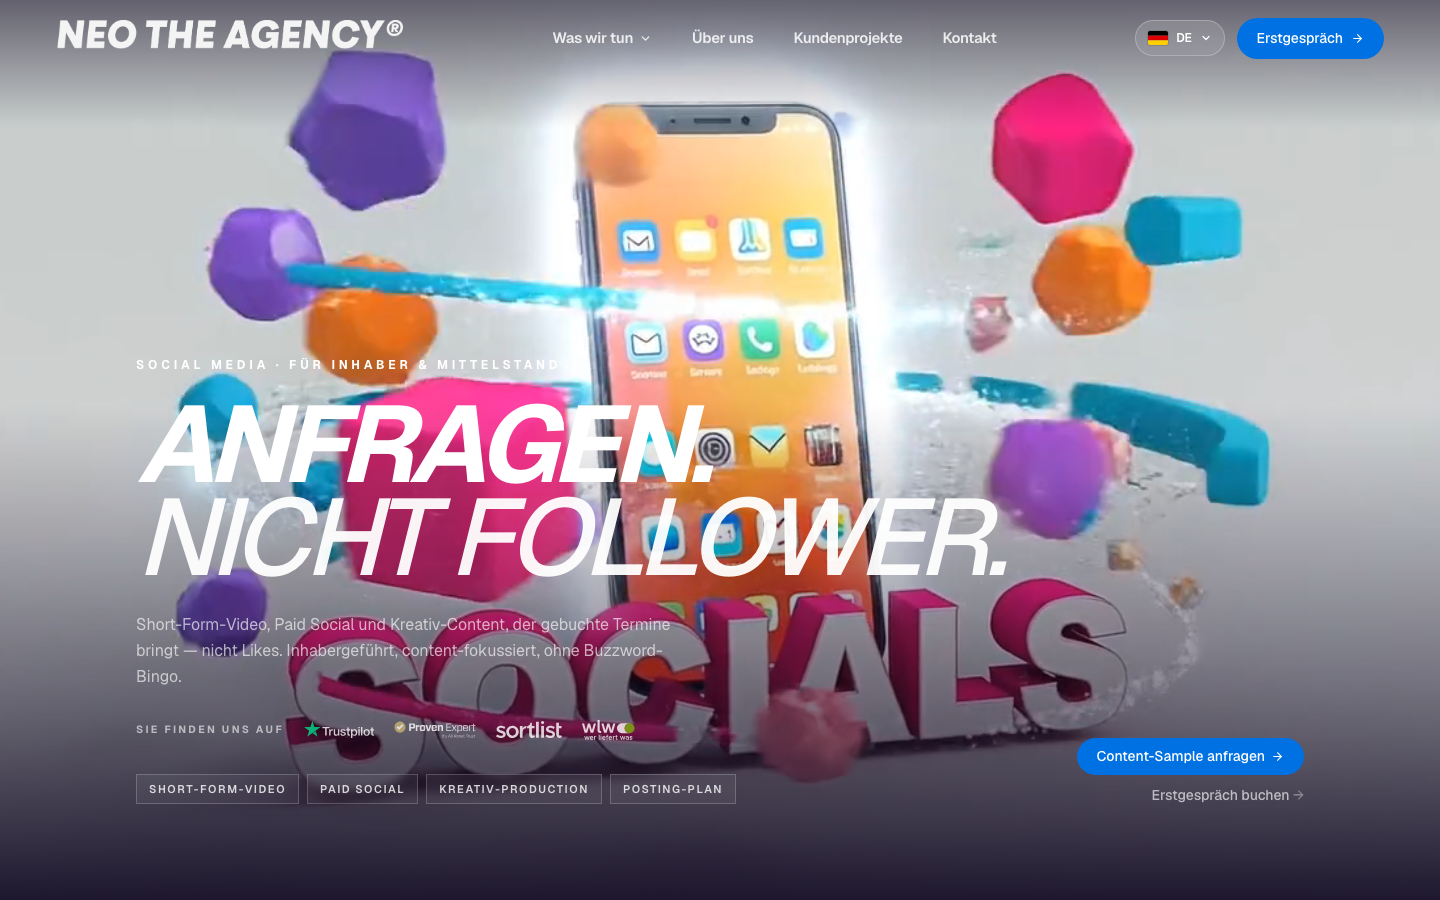 NEO THE AGENCY®
Was wir tun
Über uns
Kundenprojekte
Kontakt
DE
Erstgespräch →
SOCIAL MEDIA · FÜR INHABER & MITTELSTAND
ANFRAGEN.
NICHT FOLLOWER.
Short-Form-Video, Paid Social und Kreativ-Content, der gebuchte Termine
bringt — nicht Likes. Inhabergeführt, content-fokussiert, ohne Buzzword-
Bingo.
SOCIALS
SIE FINDEN UNS AUF
Trustpilot
ProvenExpert
sortlist
wlw
wer liefert was
SHORT-FORM-VIDEO
PAID SOCIAL
KREATIV-PRODUCTION
POSTING-PLAN
Content-Sample anfragen →
Erstgespräch buchen →